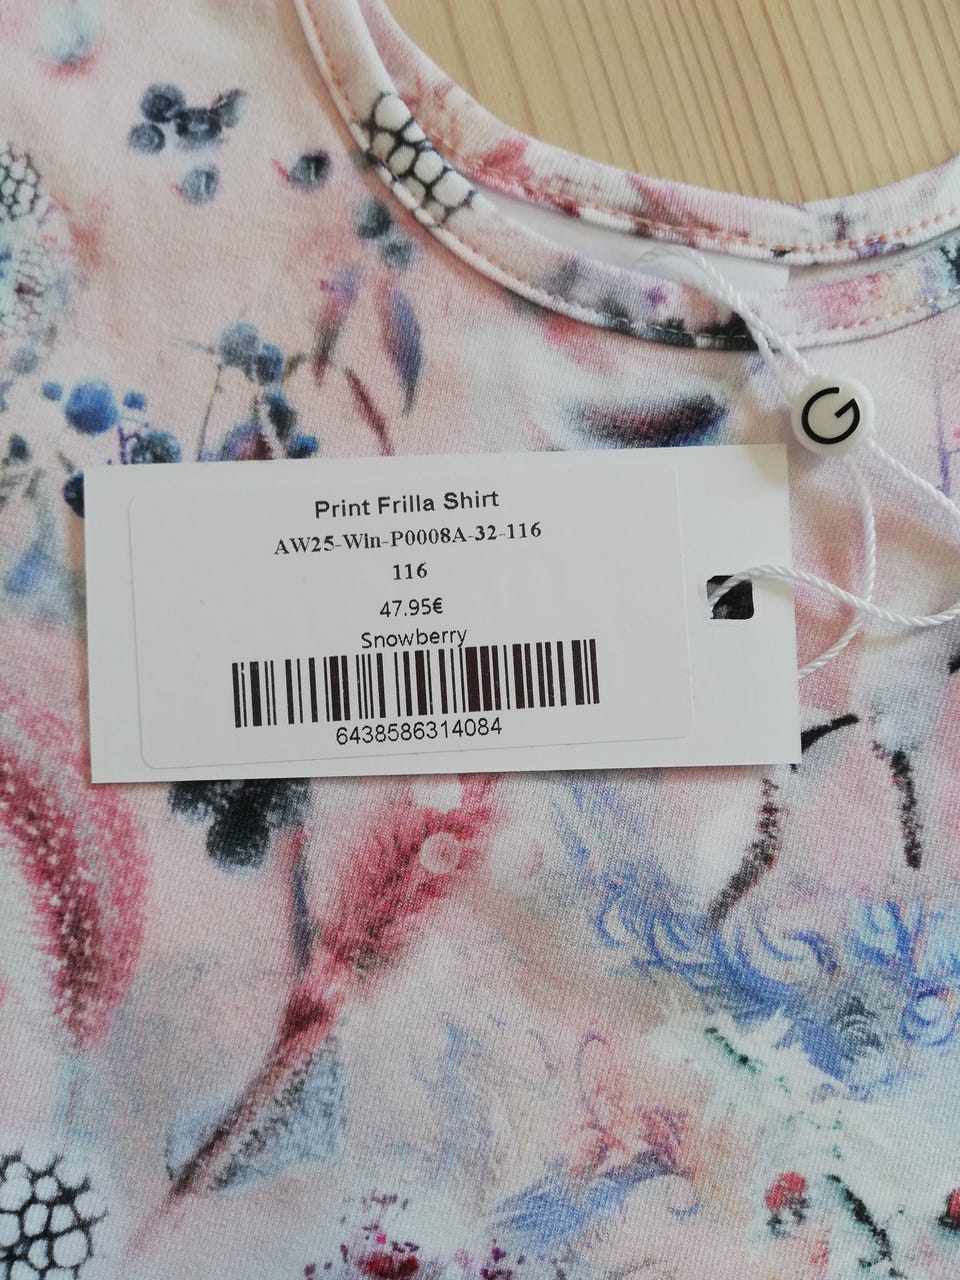 G
Print Frilla Shirt
AW25-Win-P0008A-32-116
116
47.95€
Snowberry
6438586314084